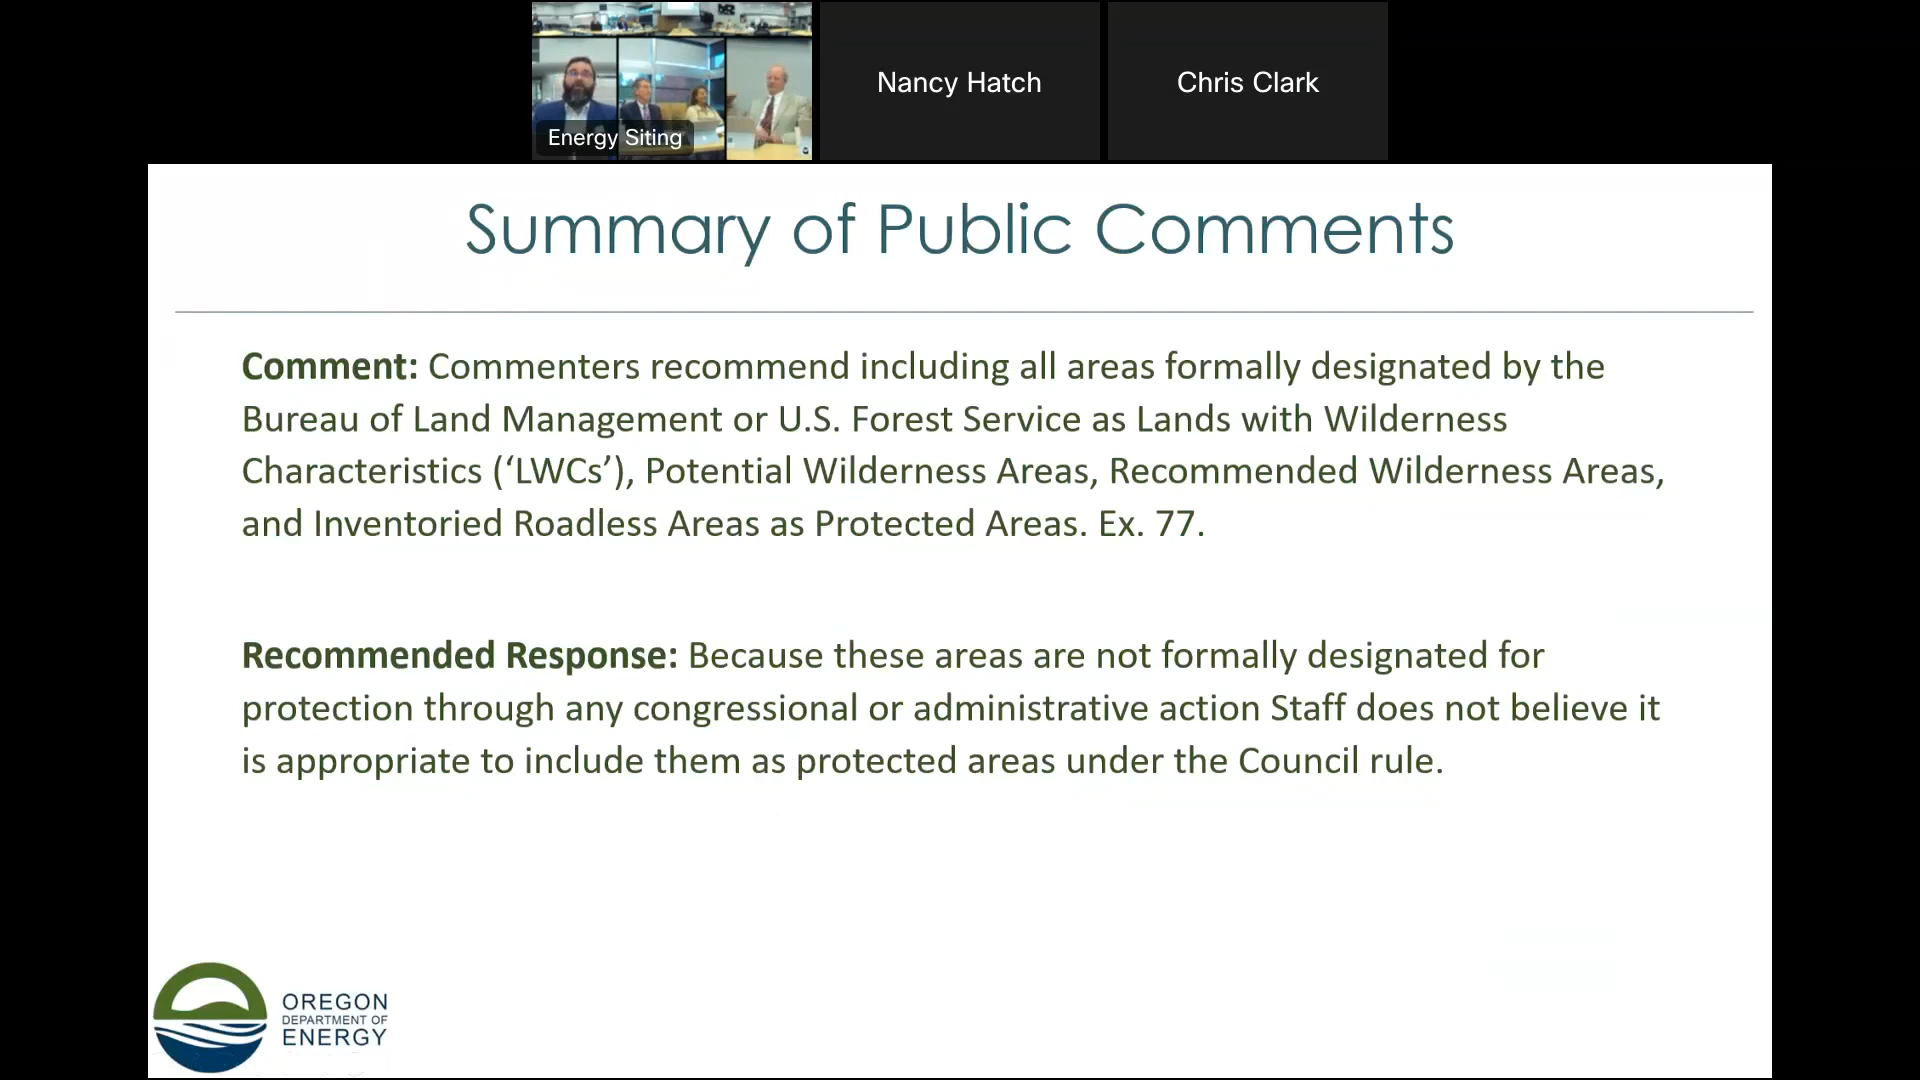 Energy Siting
Nancy Hatch
Chris Clark
Summary of Public Comments
Comment: Commenters recommend including all areas formally designated by the
Bureau of Land Management or U.S. Forest Service as Lands with Wilderness
Characteristics (‘LWCs’), Potential Wilderness Areas, Recommended Wilderness Areas,
and Inventoried Roadless Areas as Protected Areas. Ex. 77.
Recommended Response: Because these areas are not formally designated for
protection through any congressional or administrative action Staff does not believe it
is appropriate to include them as protected areas under the Council rule.
OREGON
DEPARTMENT OF
ENERGY